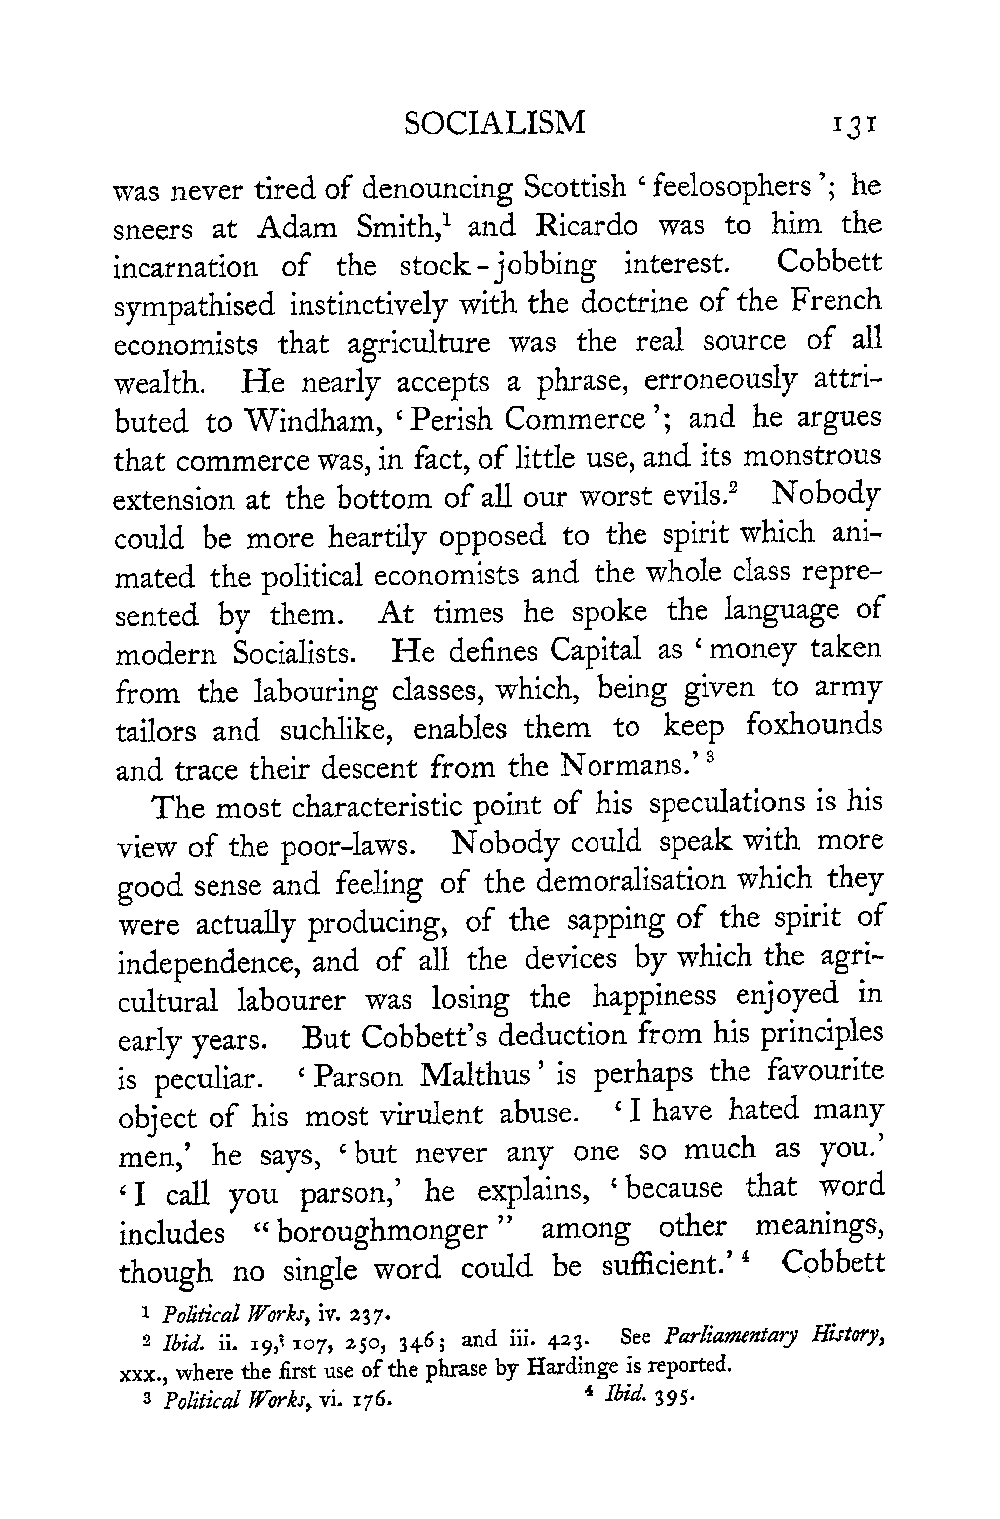 SOCIALISM 131
was never tired of denouncing Scottish ‘ feelosophers ’; he
sneers at Adam Smith,¹ and Ricardo was to him the
incarnation of the stock-jobbing interest. Cobbett
sympathised instinctively with the doctrine of the French
economists that agriculture was the real source of all
wealth. He nearly accepts a phrase, erroneously attri-
buted to Windham, ‘ Perish Commerce ’; and he argues
that commerce was, in fact, of little use, and its monstrous
extension at the bottom of all our worst evils.² Nobody
could be more heartily opposed to the spirit which ani-
mated the political economists and the whole class repre-
sented by them. At times he spoke the language of
modern Socialists. He defines Capital as ‘ money taken
from the labouring classes, which, being given to army
tailors and suchlike, enables them to keep foxhounds
and trace their descent from the Normans.’ ³
The most characteristic point of his speculations is his
view of the poor-laws. Nobody could speak with more
good sense and feeling of the demoralisation which they
were actually producing, of the sapping of the spirit of
independence, and of all the devices by which the agri-
cultural labourer was losing the happiness enjoyed in
early years. But Cobbett’s deduction from his principles
is peculiar. ‘ Parson Malthus ’ is perhaps the favourite
object of his most virulent abuse. ‘ I have hated many
men,’ he says, ‘ but never any one so much as you.’
‘ I call you parson,’ he explains, ‘ because that word
includes “ boroughmonger ” among other meanings,
though no single word could be sufficient.’ ⁴ Cobbett
¹ Political Works, iv. 237.
² Ibid. ii. 19, 107, 250, 346; and iii. 423. See Parliamentary History,
xxx., where the first use of the phrase by Hardinge is reported.
³ Political Works, vi. 176. ⁴ Ibid. 395.